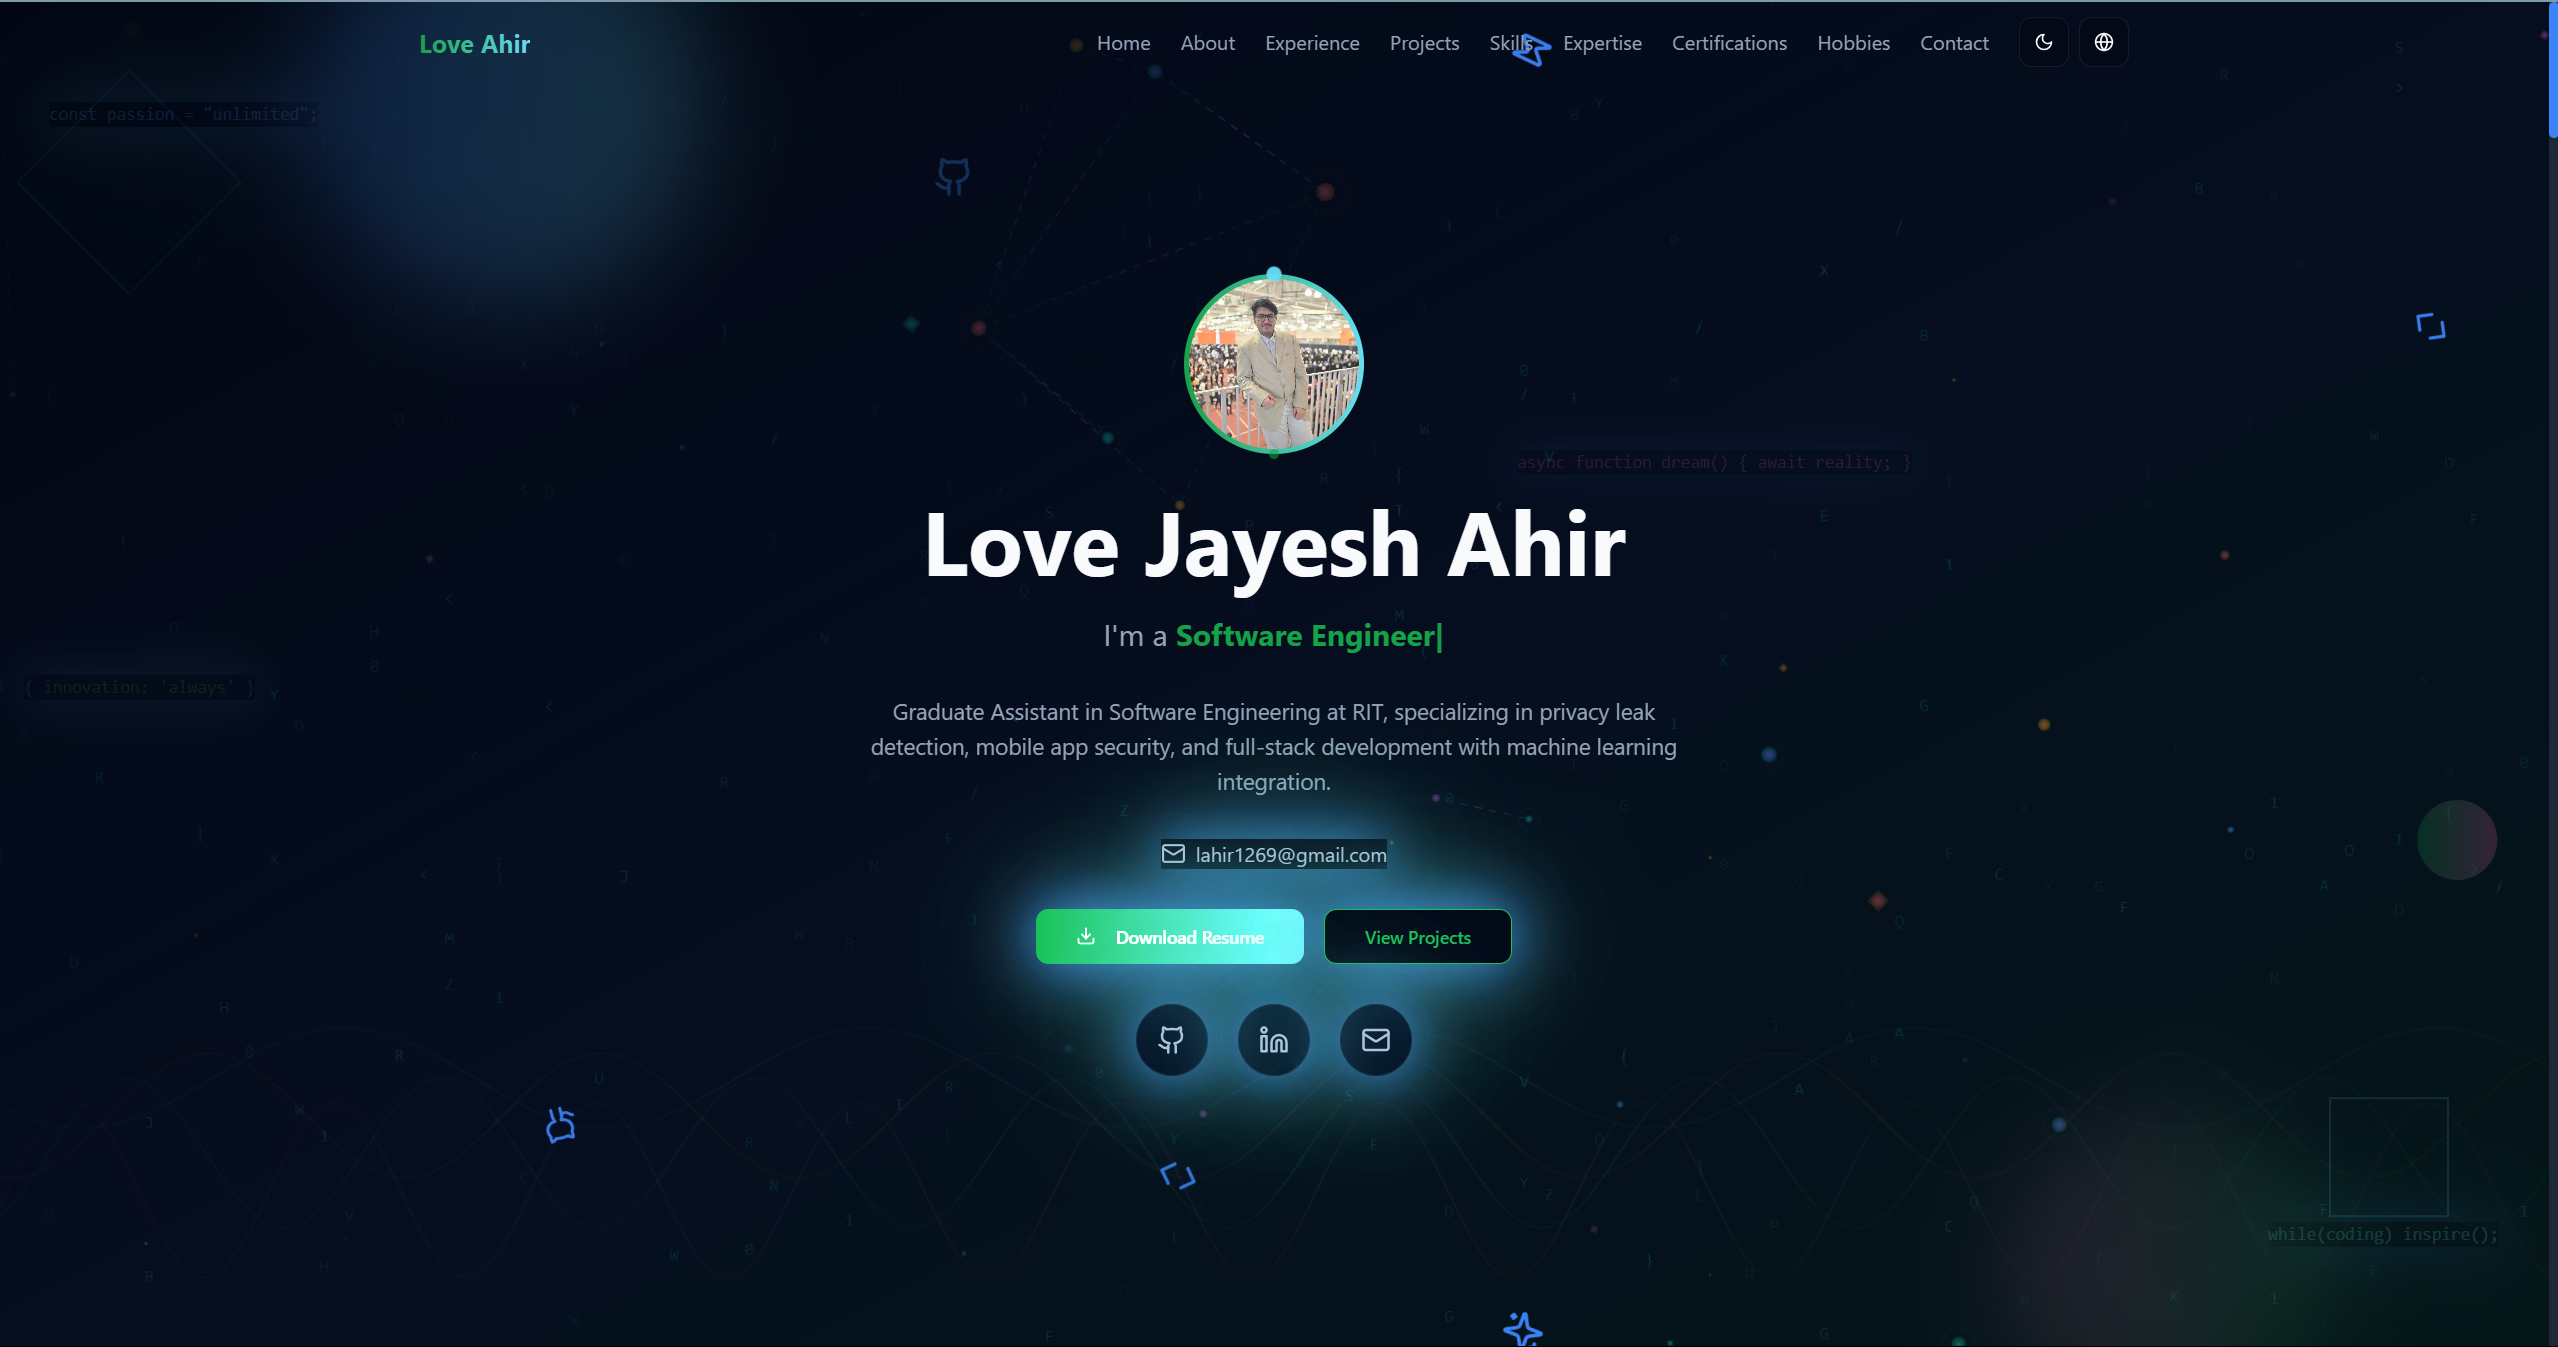 Love Ahir
Home About Experience Projects Skills Expertise Certifications Hobbies Contact
const passion = "unlimited";
async function dream() { await reality; }
Love Jayesh Ahir
I'm a Software Engineer|
{ innovation: 'always' }
Graduate Assistant in Software Engineering at RIT, specializing in privacy leak
detection, mobile app security, and full-stack development with machine learning
integration.
lahir1269@gmail.com
Download Resume
View Projects
while(coding) inspire();